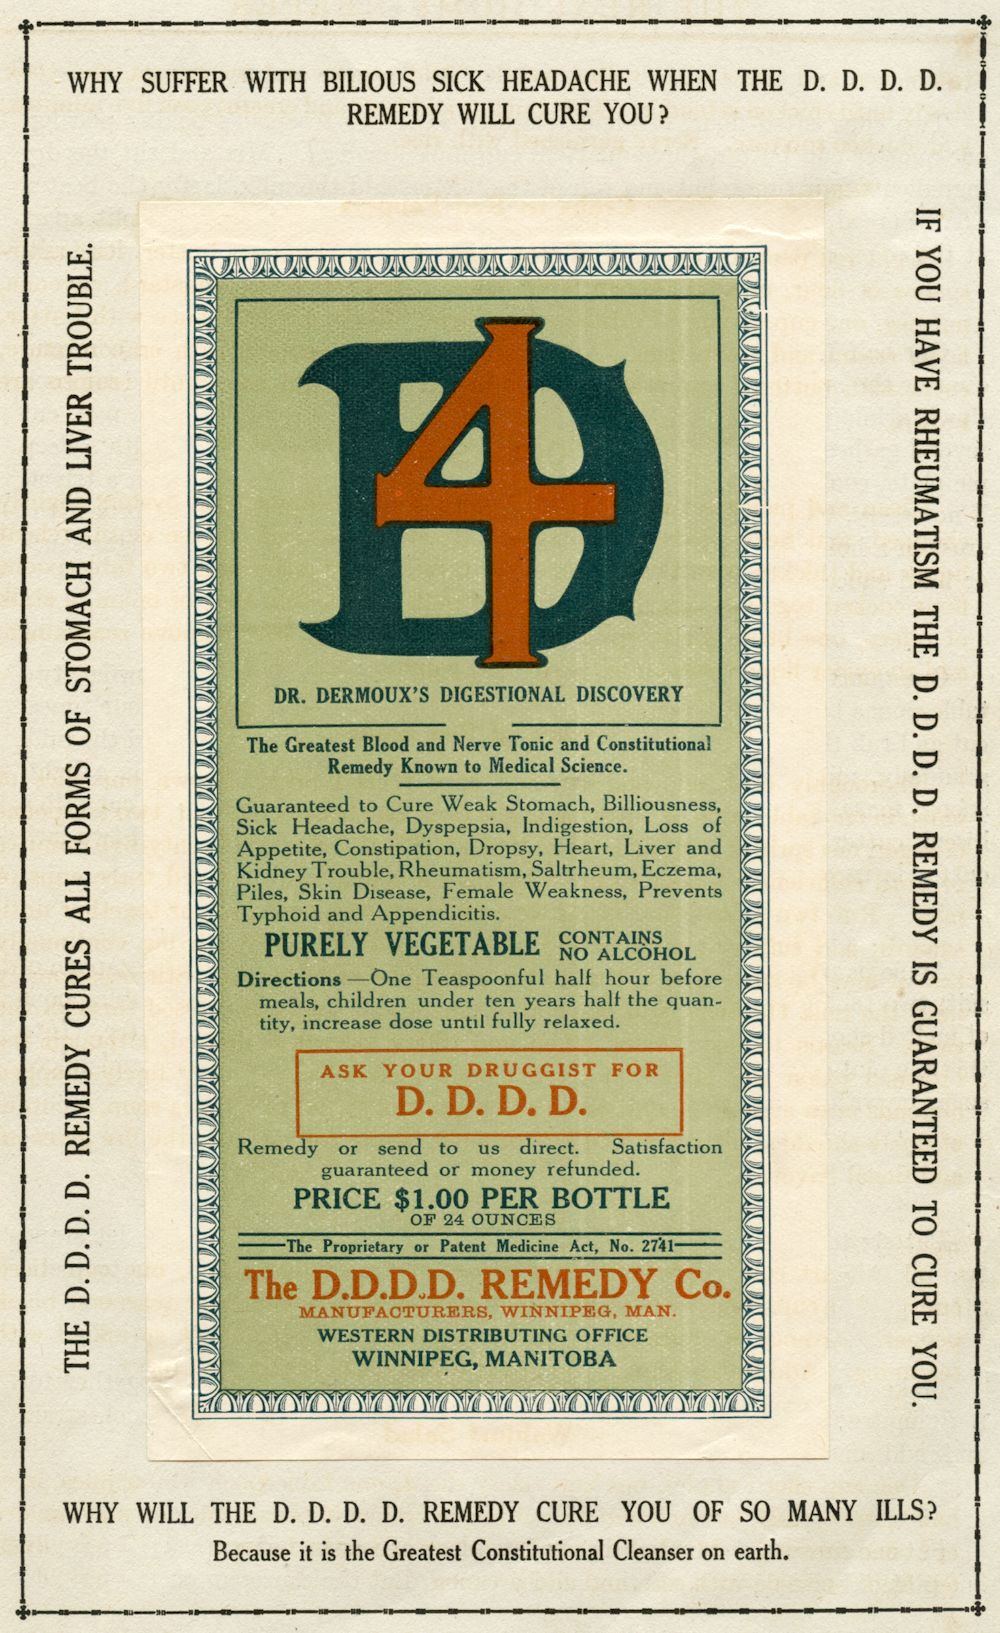 WHY SUFFER WITH BILIOUS SICK HEADACHE WHEN THE D. D. D. D.
REMEDY WILL CURE YOU?
THE D. D. D. D. REMEDY CURES ALL FORMS OF STOMACH AND LIVER TROUBLE.
IF YOU HAVE RHEUMATISM THE D. D. D. D. REMEDY IS GUARANTEED TO CURE YOU.
D4
DR. DERMOUX'S DIGESTIONAL DISCOVERY
The Greatest Blood and Nerve Tonic and Constitutional
Remedy Known to Medical Science.
Guaranteed to Cure Weak Stomach, Billiousness,
Sick Headache, Dyspepsia, Indigestion, Loss of
Appetite, Constipation, Dropsy, Heart, Liver and
Kidney Trouble, Rheumatism, Saltrheum, Eczema,
Piles, Skin Disease, Female Weakness, Prevents
Typhoid and Appendicitis.
PURELY VEGETABLE CONTAINS
NO ALCOHOL
Directions—One Teaspoonful half hour before
meals, children under ten years half the quan-
tity, increase dose until fully relaxed.
ASK YOUR DRUGGIST FOR
D. D. D. D.
Remedy or send to us direct. Satisfaction
guaranteed or money refunded.
PRICE $1.00 PER BOTTLE
OF 24 OUNCES
The Proprietary or Patent Medicine Act, No. 2741
The D.D.D.D. REMEDY Co.
MANUFACTURERS, WINNIPEG, MAN.
WESTERN DISTRIBUTING OFFICE
WINNIPEG, MANITOBA
WHY WILL THE D. D. D. D. REMEDY CURE YOU OF SO MANY ILLS?
Because it is the Greatest Constitutional Cleanser on earth.